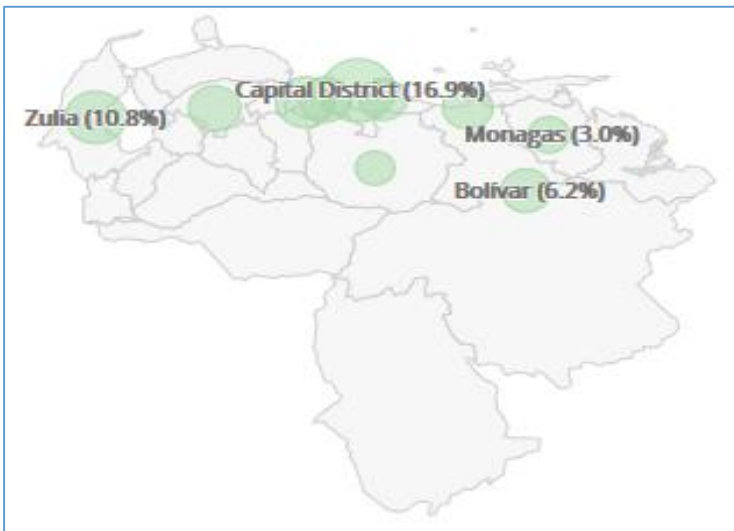 Capital District (16.9%)
Zulia (10.8%)
Monagas (3.0%)
Bolívar (6.2%)